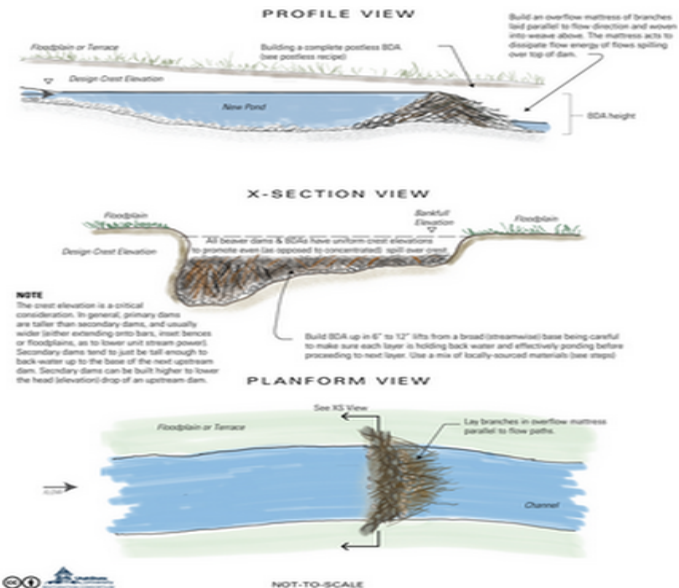 PROFILE VIEW
Build an overflow mattress of branches
laid parallel to flow direction and woven
into-weave above. The mattress acts to
dissipate flow energy of flows spilling
over top of dam.
Floodplain or Terrace
Building a complete postless BDA
(see postless recipe)
Design Crest Elevation
New Pond
BDA height
X-SECTION VIEW
Floodplain
Bankfull
Elevation
Floodplain
Design Crest Elevation
All beaver dams & BDAs have uniform crest elevations
to promote even (as opposed to concentrated) spill over crest
NOTE
The crest elevation is a critical
consideration. In general, primary dams
are taller than secondary dams, and usually
wider (either extending onto bars, inset bences
or floodplains, as to lower unit stream power).
Secondary dams tend to just be tall enough to
back-water up to the base of the next upstream
dam. Secndary dams can be built higher to lower
the head (elevation) drop of an upstream dam.
Build BDA up in 6" to 12" lifts from a broad (streamwise) base being careful
to make sure each layer is holding back water and effectively ponding before
proceeding to next layer. Use a mix of locally-sourced materials (see steps)
PLANFORM VIEW
See XS View
Floodplain or Terrace
Lay branches in overflow mattress
parallel to flow paths.
FLOW
Channel
cc
NOT-TO-SCALE